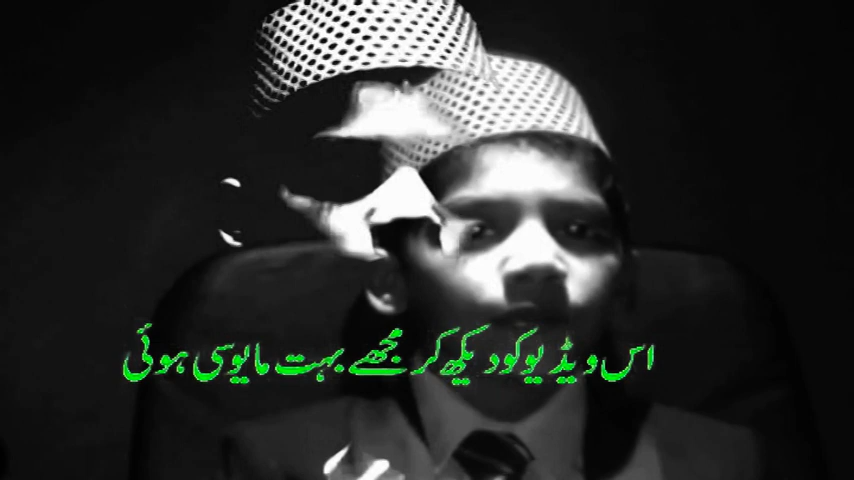 اس ویڈیو کو دیکھ کر مجھے بہت مایوسی ہوئی